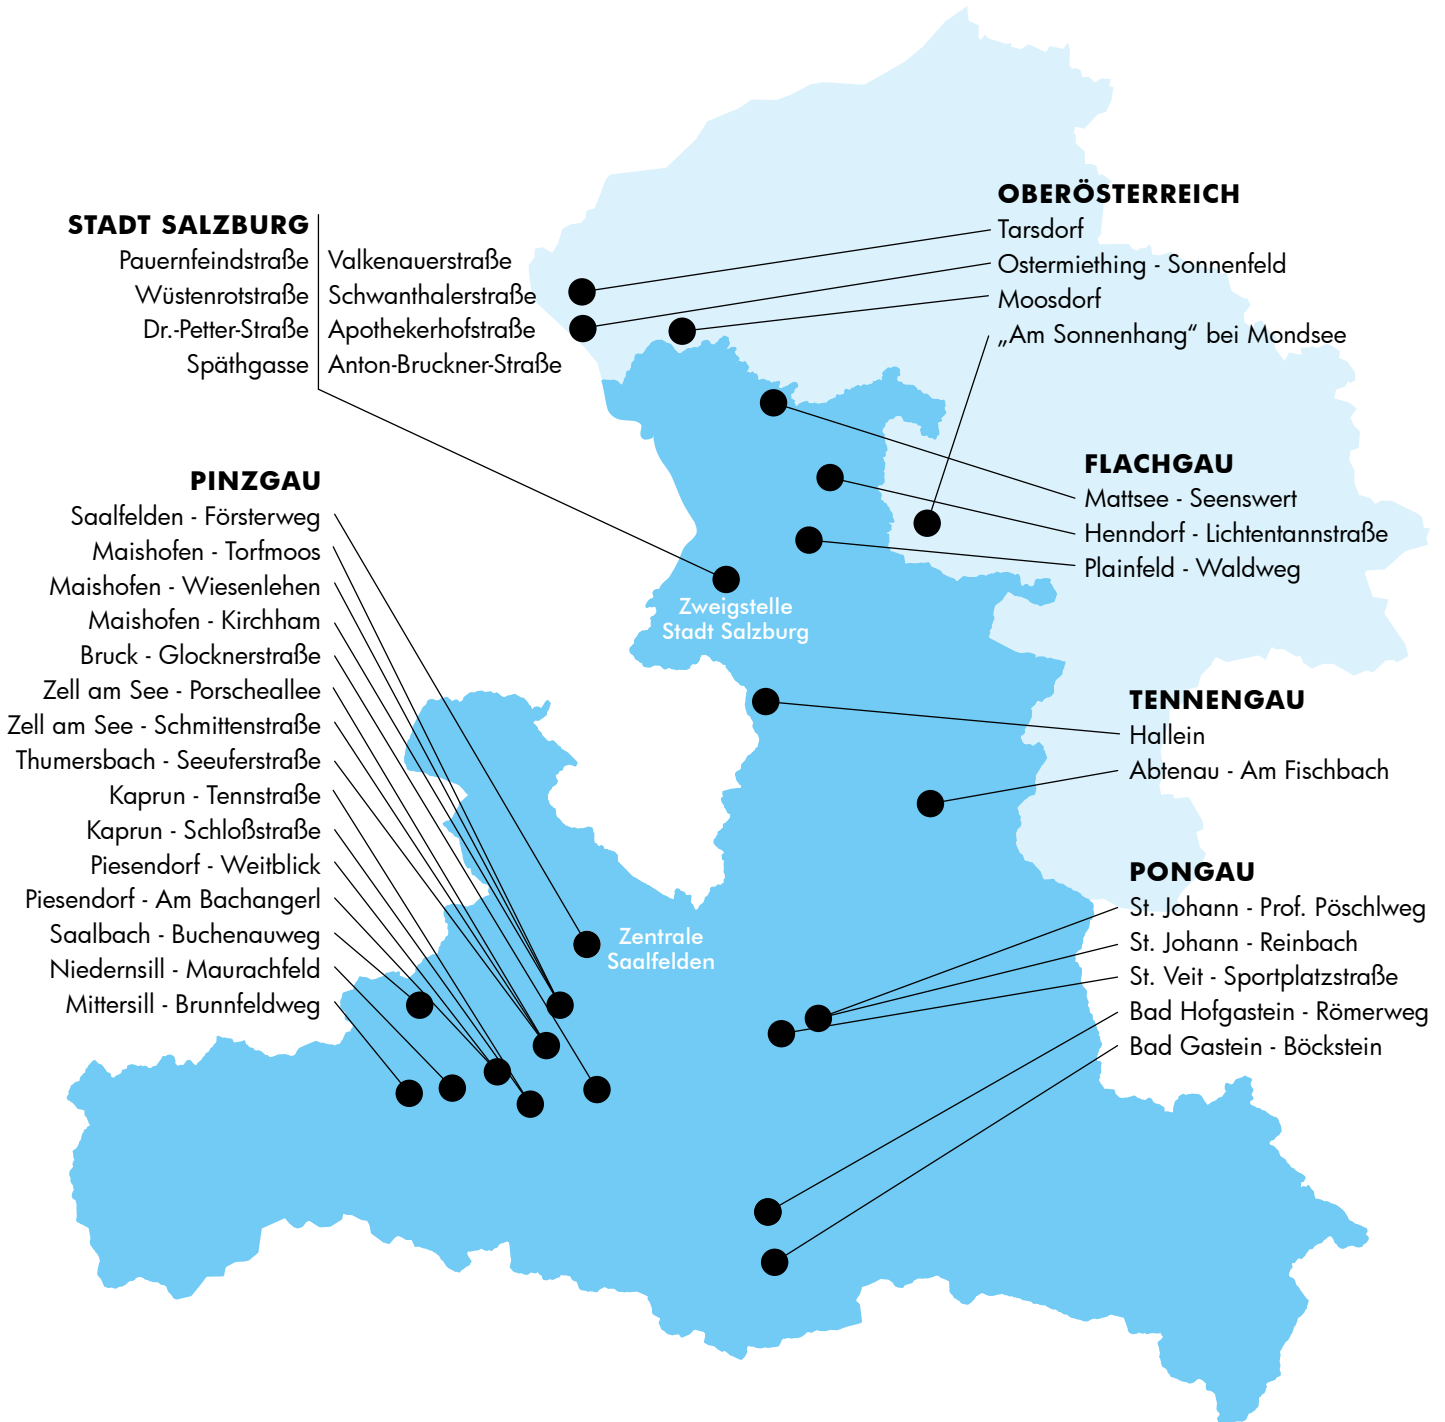 OBERÖSTERREICH
Tarsdorf
Ostermiething - Sonnenfeld
Moosdorf
„Am Sonnenhang“ bei Mondsee
STADT SALZBURG
Pauernfeindstraße
Wüstenrotstraße
Dr.-Petter-Straße
Späthgasse
Valkenauerstraße
Schwanthalerstraße
Apothekerhofstraße
Anton-Bruckner-Straße
FLACHGAU
Mattsee - Seenswert
Henndorf - Lichtentannstraße
Plainfeld - Waldweg
PINZGAU
Saalfelden - Försterweg
Maishofen - Torfmoos
Maishofen - Wiesenlehen
Maishofen - Kirchham
Bruck - Glocknerstraße
Zell am See - Porscheallee
Zell am See - Schmittenstraße
Thumersbach - Seeuferstraße
Kaprun - Tennstraße
Kaprun - Schloßstraße
Piesendorf - Weitblick
Piesendorf - Am Bachangerl
Saalbach - Buchenauweg
Niedernsill - Maurachfeld
Mittersill - Brunnfeldweg
Zweigstelle
Stadt Salzburg
TENNENGAU
Hallein
Abtenau - Am Fischbach
PONGAU
St. Johann - Prof. Pöschlweg
St. Johann - Reinbach
St. Veit - Sportplatzstraße
Bad Hofgastein - Römerweg
Bad Gastein - Böckstein
Zentrale
Saalfelden